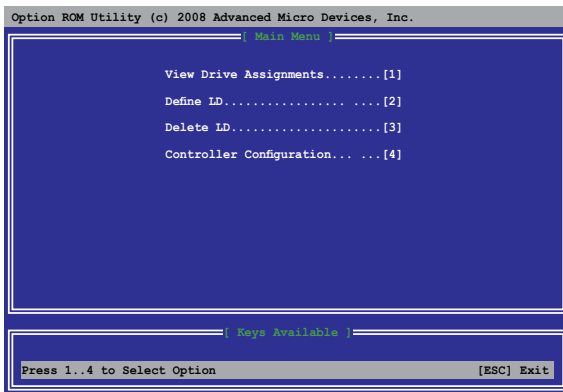 Option ROM Utility (c) 2008 Advanced Micro Devices, Inc.
[ Main Menu ]
View Drive Assignments........[1]
Define LD................ ....[2]
Delete LD.....................[3]
Controller Configuration... ...[4]
[ Keys Available ]
Press 1..4 to Select Option [ESC] Exit